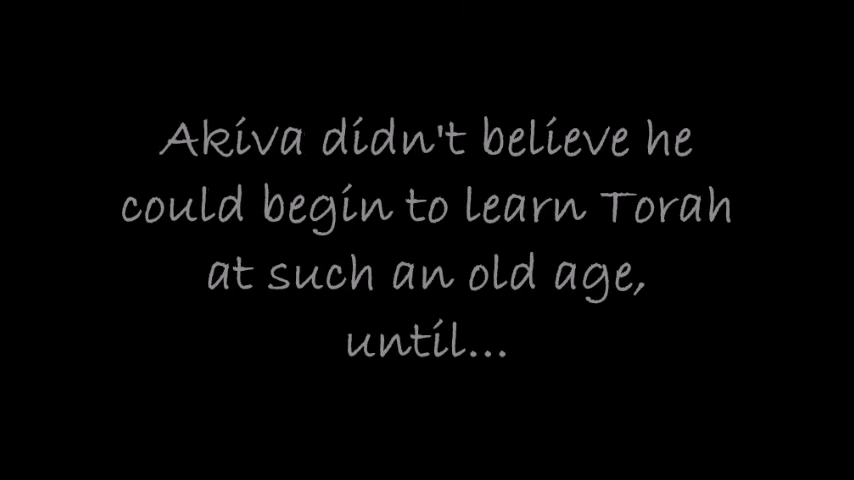 Akiva didn't believe he
could begin to learn Torah
at such an old age,
until...